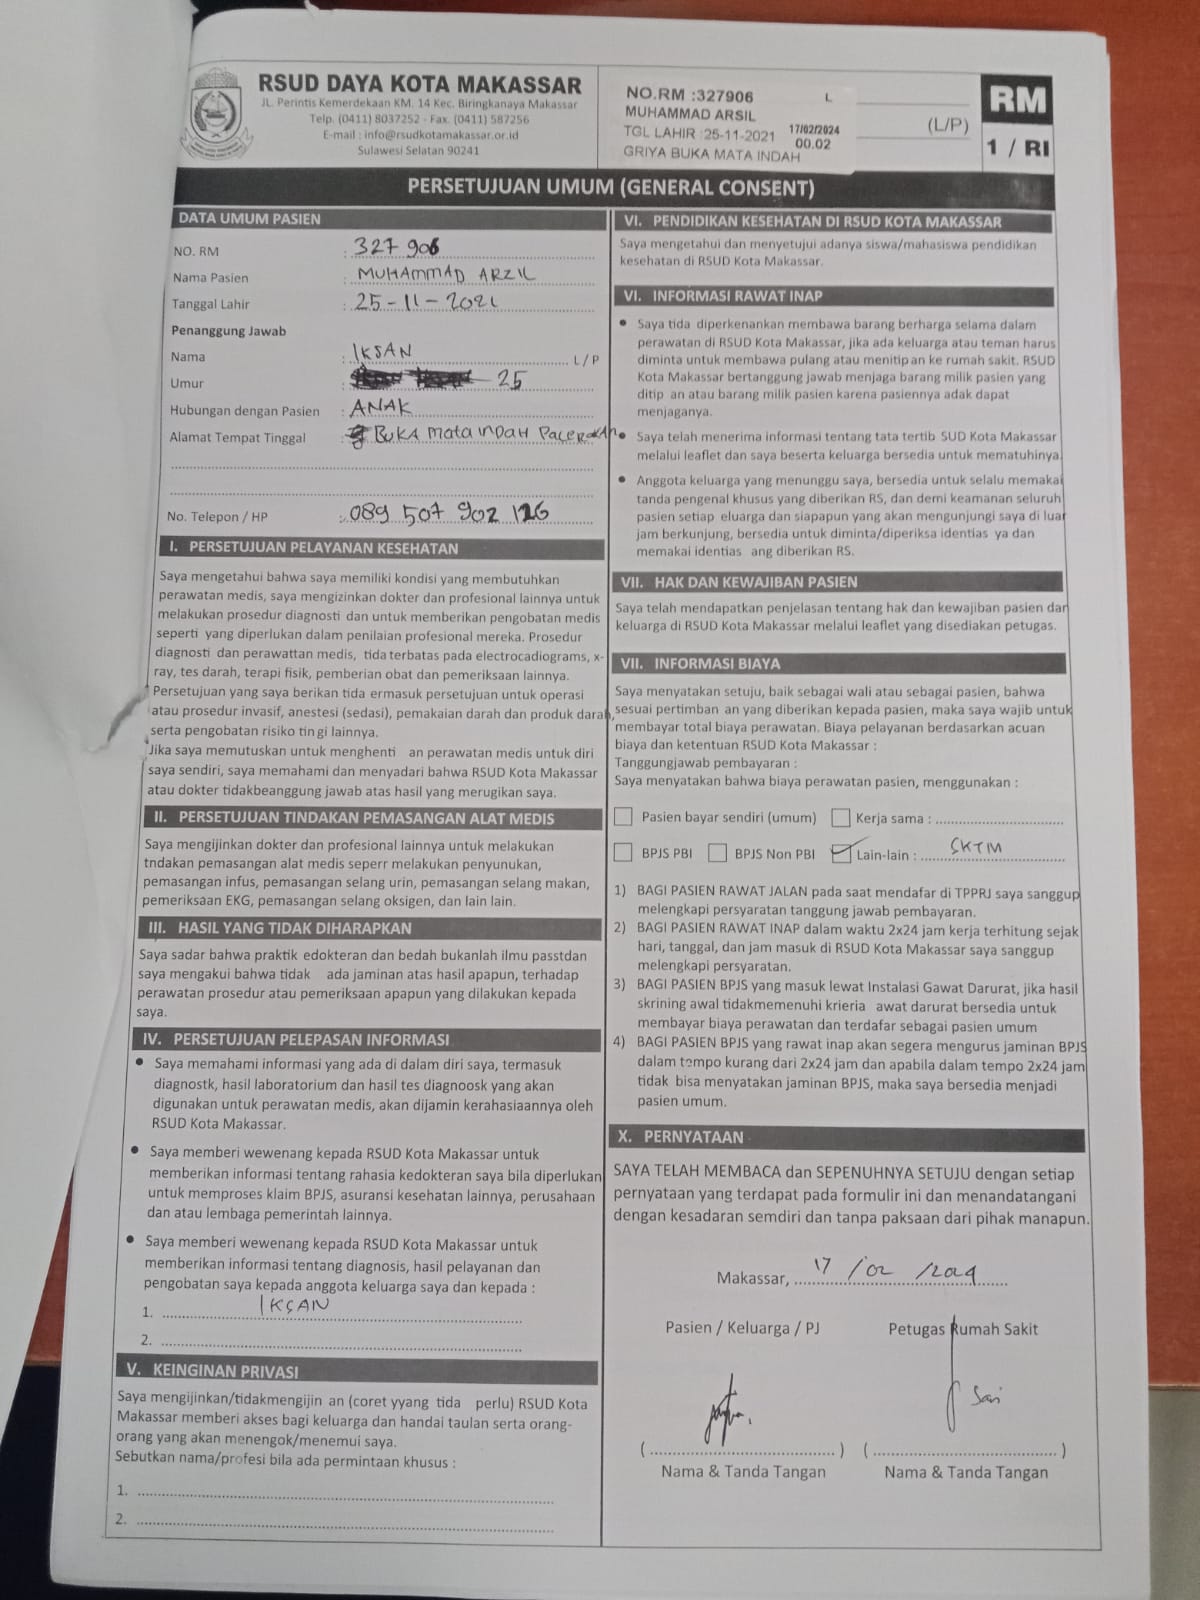 RSUD DAYA KOTA MAKASSAR
JL. Perintis Kemerdekaan KM. 14 Kec. Biringkanaya Makassar
Telp. (0411) 8037252 - Fax. (0411) 587256
E-mail : info@rsudkotamakassar.or.id
Sulawesi Selatan 90241
NO.RM :327906 L
MUHAMMAD ARSIL
TGL LAHIR :25-11-2021 17/02/2024
00.02
GRIYA BUKA MATA INDAH
(L/P)
RM
1 / RI
PERSETUJUAN UMUM (GENERAL CONSENT)
DATA UMUM PASIEN
NO. RM : 327 906
Nama Pasien : MUHAMMAD ARZIL
Tanggal Lahir : 25-11-2021
Penanggung Jawab
Nama : IKSAN L / P
Umur : 25
Hubungan dengan Pasien : ANAK
Alamat Tempat Tinggal : BUKA Mata INDAH
No. Telepon / HP : 089 507 902 126
I. PERSETUJUAN PELAYANAN KESEHATAN
Saya mengetahui bahwa saya memiliki kondisi yang membutuhkan
perawatan medis, saya mengizinkan dokter dan profesional lainnya untuk
melakukan prosedur diagnosti dan untuk memberikan pengobatan medis
seperti yang diperlukan dalam penilaian profesional mereka. Prosedur
diagnosti dan perawattan medis, tida terbatas pada electrocadiograms, x-
ray, tes darah, terapi fisik, pemberian obat dan pemeriksaan lainnya.
Persetujuan yang saya berikan tida ermasuk persetujuan untuk operasi
atau prosedur invasif, anestesi (sedasi), pemakaian darah dan produk darah,
serta pengobatan risiko tin gi lainnya.
Jika saya memutuskan untuk menghenti an perawatan medis untuk diri
saya sendiri, saya memahami dan menyadari bahwa RSUD Kota Makassar
atau dokter tidakbeanggung jawab atas hasil yang merugikan saya.
II. PERSETUJUAN TINDAKAN PEMASANGAN ALAT MEDIS
Saya mengijinkan dokter dan profesional lainnya untuk melakukan
tndakan pemasangan alat medis seperr melakukan penyunukan,
pemasangan infus, pemasangan selang urin, pemasangan selang makan,
pemeriksaan EKG, pemasangan selang oksigen, dan lain lain.
III. HASIL YANG TIDAK DIHARAPKAN
Saya sadar bahwa praktik edokteran dan bedah bukanlah ilmu passtdan
saya mengakui bahwa tidak ada jaminan atas hasil apapun, terhadap
perawatan prosedur atau pemeriksaan apapun yang dilakukan kepada
saya.
IV. PERSETUJUAN PELEPASAN INFORMASI
• Saya memahami informasi yang ada di dalam diri saya, termasuk
diagnostk, hasil laboratorium dan hasil tes diagnoosk yang akan
digunakan untuk perawatan medis, akan dijamin kerahasiaannya oleh
RSUD Kota Makassar.
• Saya memberi wewenang kepada RSUD Kota Makassar untuk
memberikan informasi tentang rahasia kedokteran saya bila diperlukan
untuk memproses klaim BPJS, asuransi kesehatan lainnya, perusahaan
dan atau lembaga pemerintah lainnya.
• Saya memberi wewenang kepada RSUD Kota Makassar untuk
memberikan informasi tentang diagnosis, hasil pelayanan dan
pengobatan saya kepada anggota keluarga saya dan kepada :
1. IKSAN
2.
V. KEINGINAN PRIVASI
Saya mengijinkan/tidakmengijin an (coret yyang tida perlu) RSUD Kota
Makassar memberi akses bagi keluarga dan handai taulan serta orang-
orang yang akan menengok/menemui saya.
Sebutkan nama/profesi bila ada permintaan khusus :
1.
2.
VI. PENDIDIKAN KESEHATAN DI RSUD KOTA MAKASSAR
Saya mengetahui dan menyetujui adanya siswa/mahasiswa pendidikan
kesehatan di RSUD Kota Makassar.
VI. INFORMASI RAWAT INAP
• Saya tida diperkenankan membawa barang berharga selama dalam
perawatan di RSUD Kota Makassar, jika ada keluarga atau teman harus
diminta untuk membawa pulang atau menitip an ke rumah sakit. RSUD
Kota Makassar bertanggung jawab menjaga barang milik pasien yang
ditip an atau barang milik pasien karena pasiennya adak dapat
menjaganya.
• Saya telah menerima informasi tentang tata tertib SUD Kota Makassar
melalui leaflet dan saya beserta keluarga bersedia untuk mematuhinya.
• Anggota keluarga yang menunggu saya, bersedia untuk selalu memakai
tanda pengenal khusus yang diberikan RS, dan demi keamanan seluruh
pasien setiap eluarga dan siapapun yang akan mengunjungi saya di luar
jam berkunjung, bersedia untuk diminta/diperiksa identias ya dan
memakai identias ang diberikan RS.
VII. HAK DAN KEWAJIBAN PASIEN
Saya telah mendapatkan penjelasan tentang hak dan kewajiban pasien dan
keluarga di RSUD Kota Makassar melalui leaflet yang disediakan petugas.
VII. INFORMASI BIAYA
Saya menyatakan setuju, baik sebagai wali atau sebagai pasien, bahwa
sesuai pertimban an yang diberikan kepada pasien, maka saya wajib untuk
membayar total biaya perawatan. Biaya pelayanan berdasarkan acuan
biaya dan ketentuan RSUD Kota Makassar :
Tanggungjawab pembayaran :
Saya menyatakan bahwa biaya perawatan pasien, menggunakan :
Pasien bayar sendiri (umum) Kerja sama :
BPJS PBI BPJS Non PBI Lain-lain : SKTM
1) BAGI PASIEN RAWAT JALAN pada saat mendafar di TPPRJ saya sanggup
melengkapi persyaratan tanggung jawab pembayaran.
2) BAGI PASIEN RAWAT INAP dalam waktu 2x24 jam kerja terhitung sejak
hari, tanggal, dan jam masuk di RSUD Kota Makassar saya sanggup
melengkapi persyaratan.
3) BAGI PASIEN BPJS yang masuk lewat Instalasi Gawat Darurat, jika hasil
skrining awal tidakmemenuhi krieria awat darurat bersedia untuk
membayar biaya perawatan dan terdafar sebagai pasien umum
4) BAGI PASIEN BPJS yang rawat inap akan segera mengurus jaminan BPJS
dalam tempo kurang dari 2x24 jam dan apabila dalam tempo 2x24 jam
tidak bisa menyatakan jaminan BPJS, maka saya bersedia menjadi
pasien umum.
X. PERNYATAAN
SAYA TELAH MEMBACA dan SEPENUHNYA SETUJU dengan setiap
pernyataan yang terdapat pada formulir ini dan menandatangani
dengan kesadaran semdiri dan tanpa paksaan dari pihak manapun.
Makassar, 17 / 02 / 2024
Pasien / Keluarga / PJ Petugas Rumah Sakit
Sari
( ) ( )
Nama & Tanda Tangan Nama & Tanda Tangan